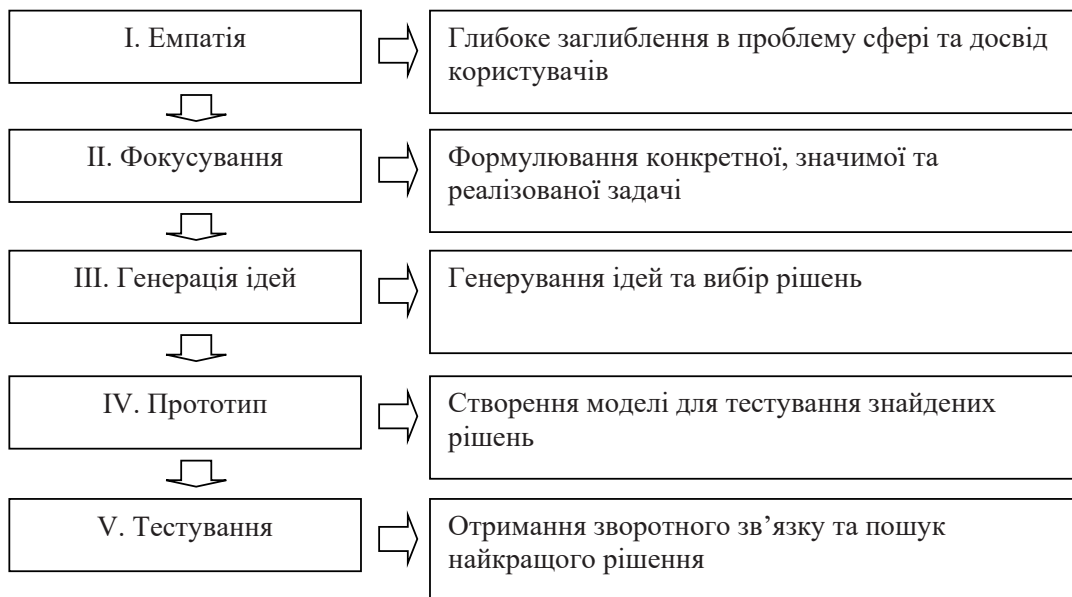 І. Емпатія
Глибоке заглиблення в проблему сфері та досвід
користувачів
ІІ. Фокусування
Формулювання конкретної, значимої та
реалізованої задачі
ІІІ. Генерація ідей
Генерування ідей та вибір рішень
IV. Прототип
Створення моделі для тестування знайдених
рішень
V. Тестування
Отримання зворотного зв’язку та пошук
найкращого рішення